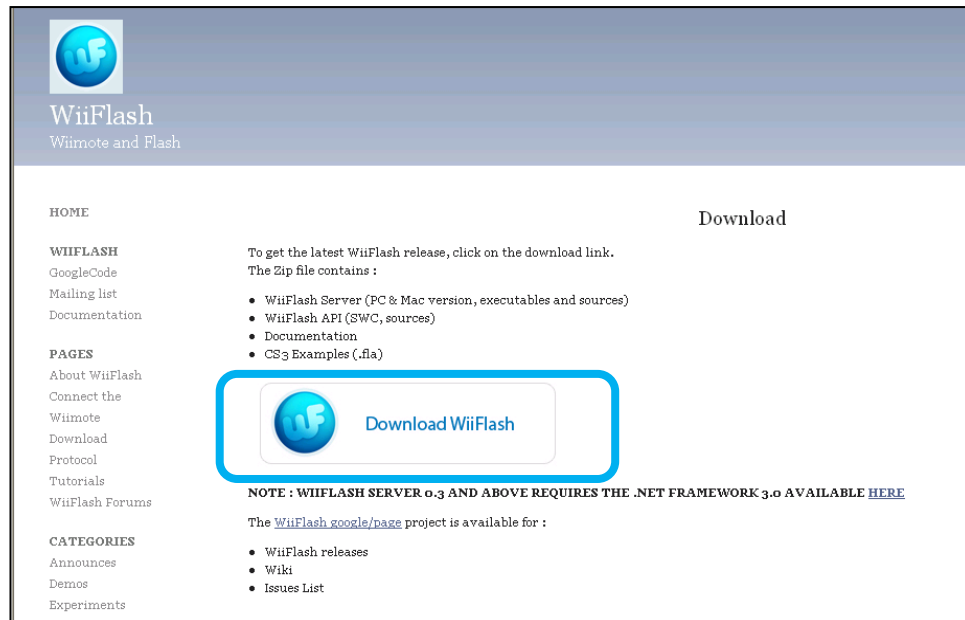 WF
WiiFlash
Wiimote and Flash
HOME
WIIFLASH
GoogleCode
Mailing list
Documentation
PAGES
About WiiFlash
Connect the
Wiimote
Download
Protocol
Tutorials
WiiFlash Forums
CATEGORIES
Announces
Demos
Experiments
Download
To get the latest WiiFlash release, click on the download link.
The Zip file contains :
• WiiFlash Server (PC & Mac version, executables and sources)
• WiiFlash API (SWC, sources)
• Documentation
• CS3 Examples (.fla)
WF Download WiiFlash
NOTE : WIIFLASH SERVER 0.3 AND ABOVE REQUIRES THE .NET FRAMEWORK 3.0 AVAILABLE HERE
The WiiFlash google/page project is available for :
• WiiFlash releases
• Wiki
• Issues List